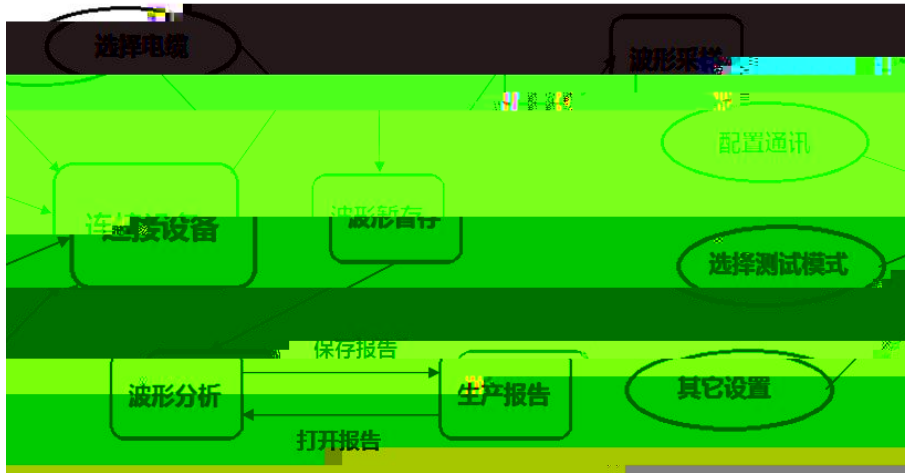 选择电缆
波形采样
配置通讯
连接设备
波形暂存
选择测试模式
保存报告
波形分析
生产报告
其它设置
打开报告